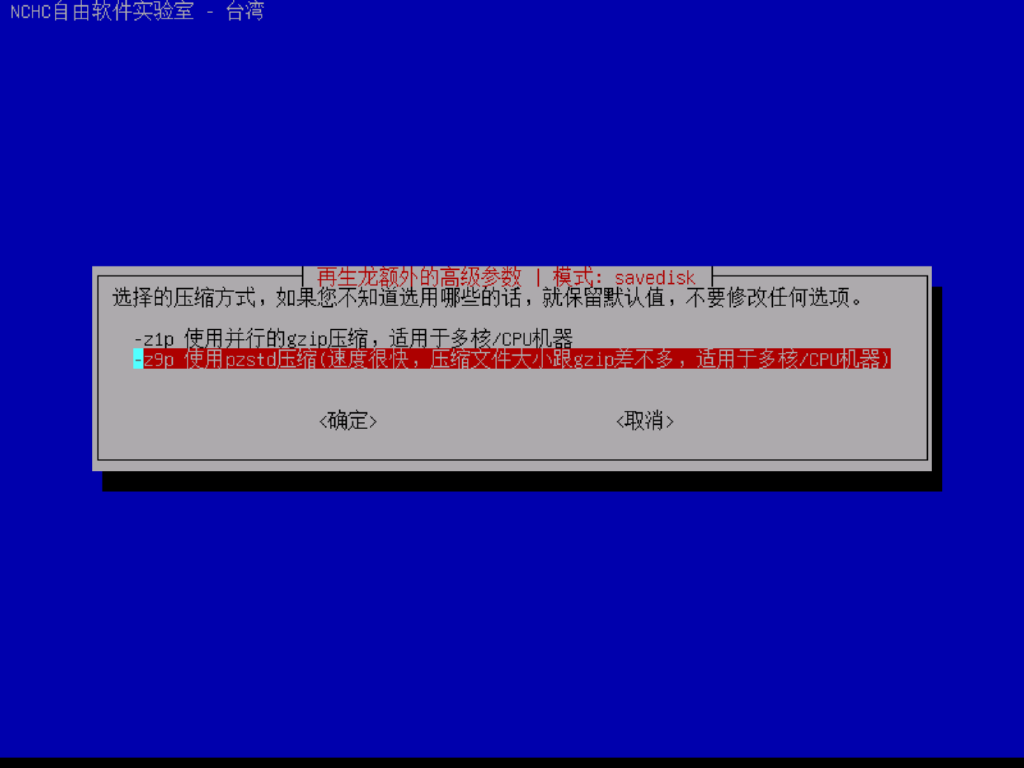 NCHC自由软件实验室 - 台湾
再生龙额外的高级参数 | 模式: savedisk
选择的压缩方式，如果您不知道选用哪些的话，就保留默认值，不要修改任何选项。
-z1p 使用并行的gzip压缩，适用于多核/CPU机器
-z9p 使用pzstd压缩(速度很快，压缩文件大小跟gzip差不多，适用于多核/CPU机器)
<确定> <取消>